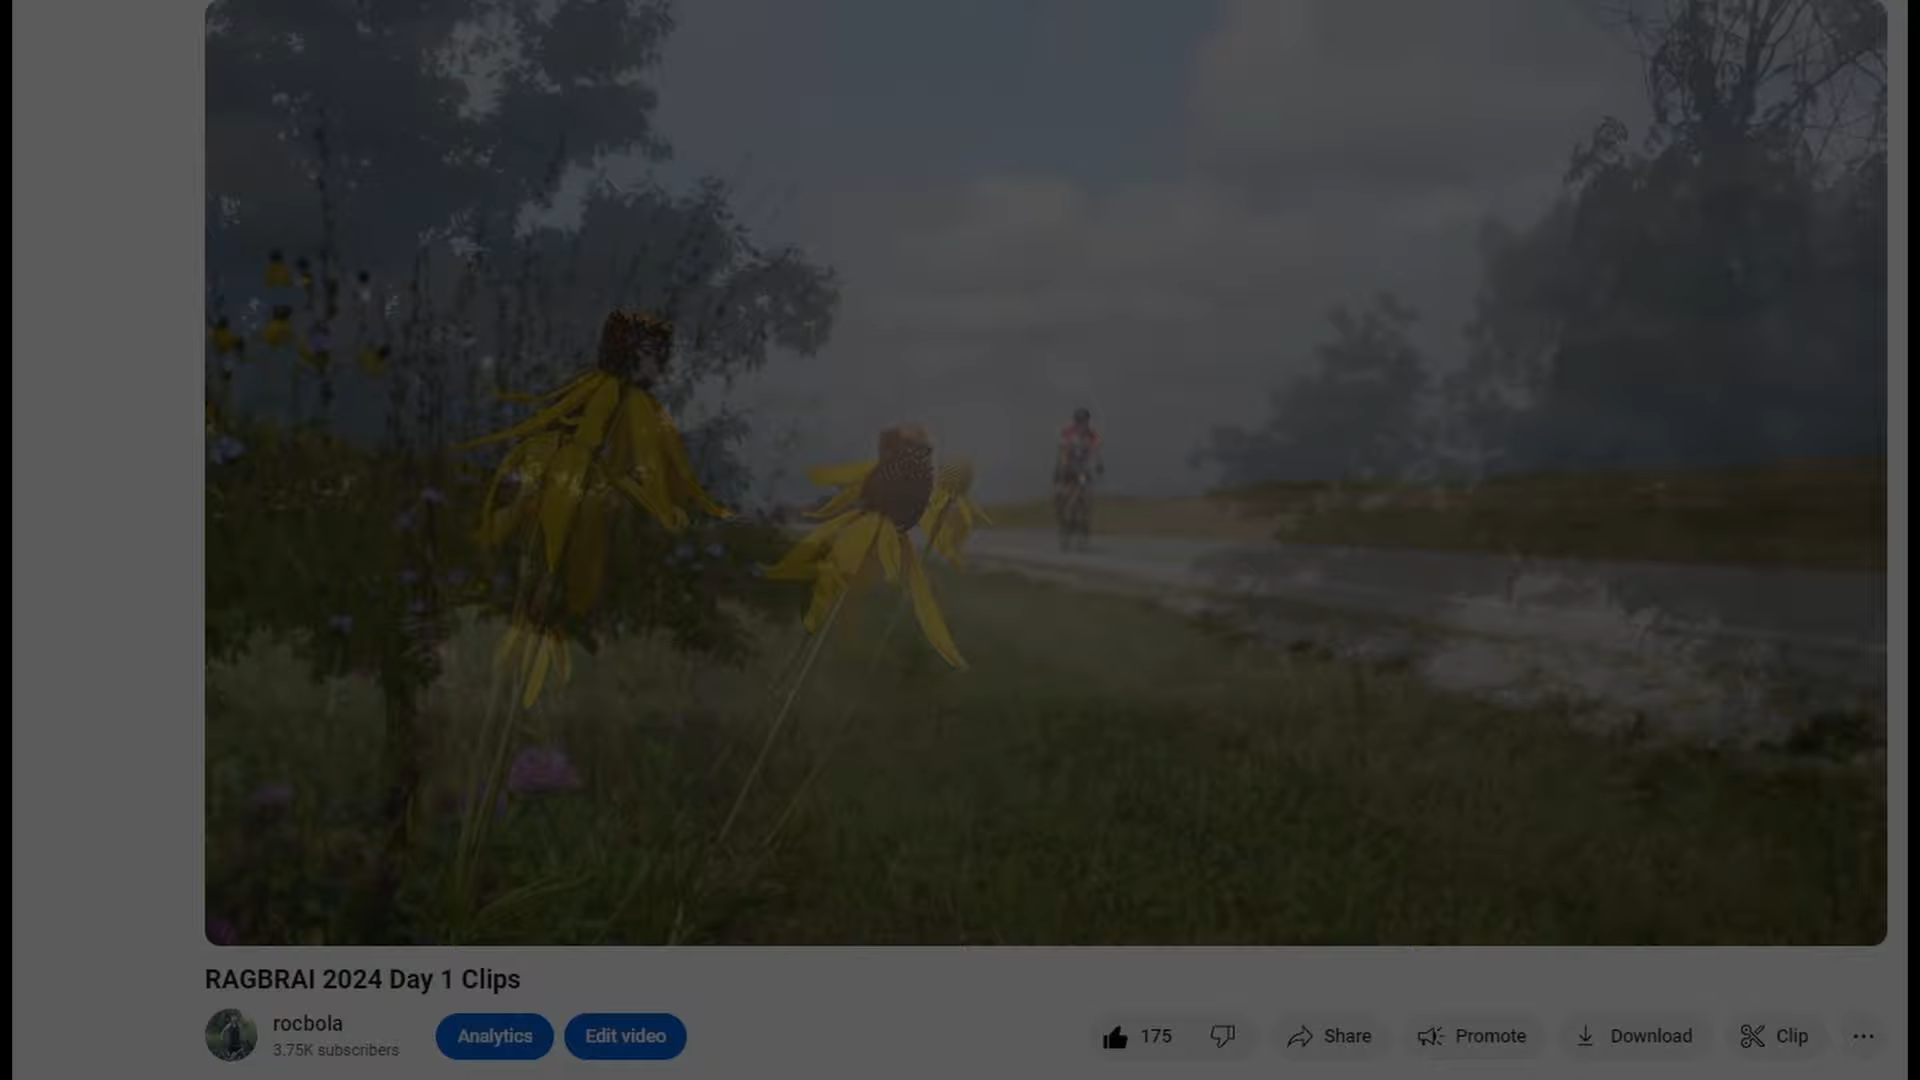 RAGBRAI 2024 Day 1 Clips
rocbola
3.75K subscribers
Analytics
Edit video
175
Share
Promote
Download
Clip